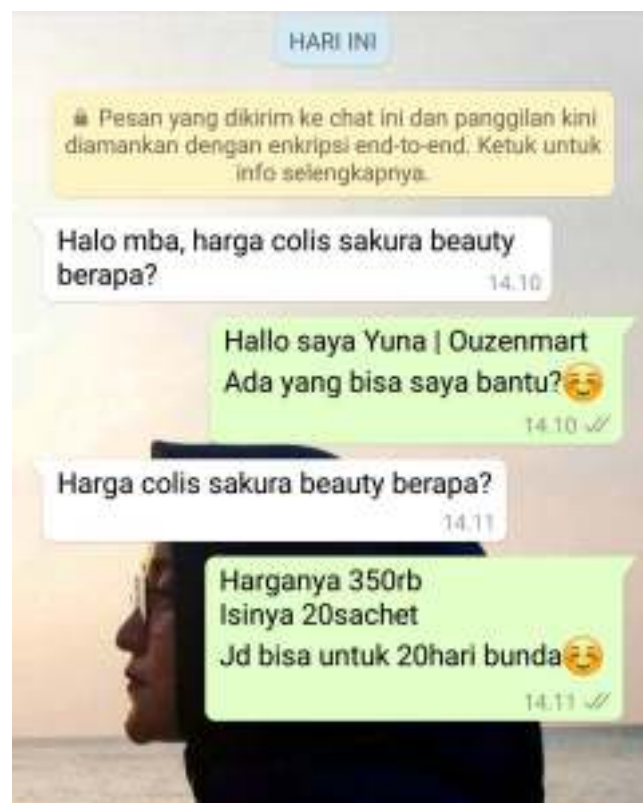 HARI INI
Pesan yang dikirim ke chat ini dan panggilan kini
diamankan dengan enkripsi end-to-end. Ketuk untuk
info selengkapnya.
Halo mba, harga colis sakura beauty
berapa?
14.10
Hallo saya Yuna | Ouzenmart
Ada yang bisa saya bantu?
14.10
Harga colis sakura beauty berapa?
14.11
Harganya 350rb
Isinya 20sachet
Jd bisa untuk 20hari bunda
14.11